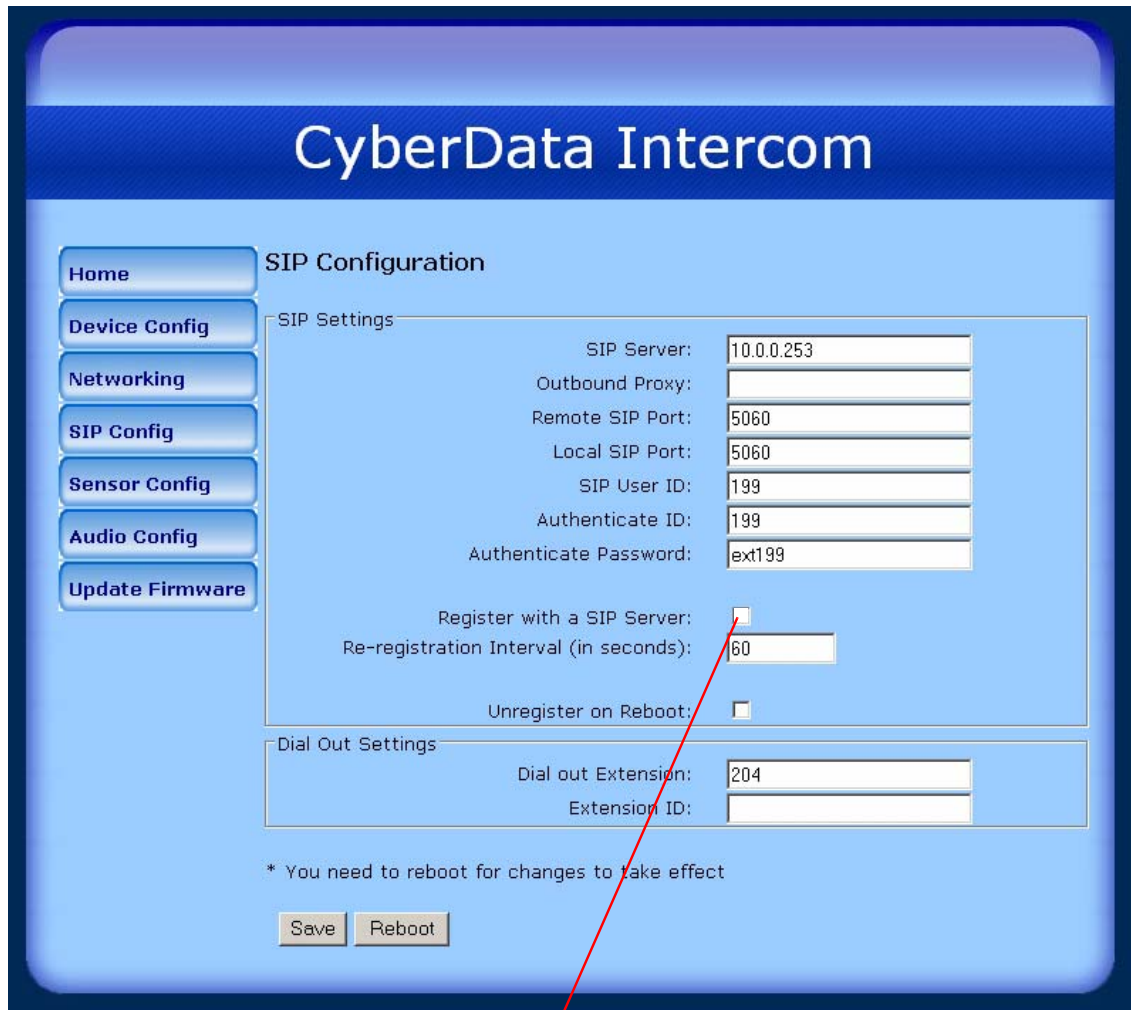 CyberData Intercom
Home
Device Config
Networking
SIP Config
Sensor Config
Audio Config
Update Firmware
SIP Configuration
SIP Settings
SIP Server: 10.0.0.253
Outbound Proxy:
Remote SIP Port: 5060
Local SIP Port: 5060
SIP User ID: 199
Authenticate ID: 199
Authenticate Password: ext199
Register with a SIP Server:
Re-registration Interval (in seconds): 60
Unregister on Reboot:
Dial Out Settings
Dial out Extension: 204
Extension ID:
* You need to reboot for changes to take effect
Save Reboot